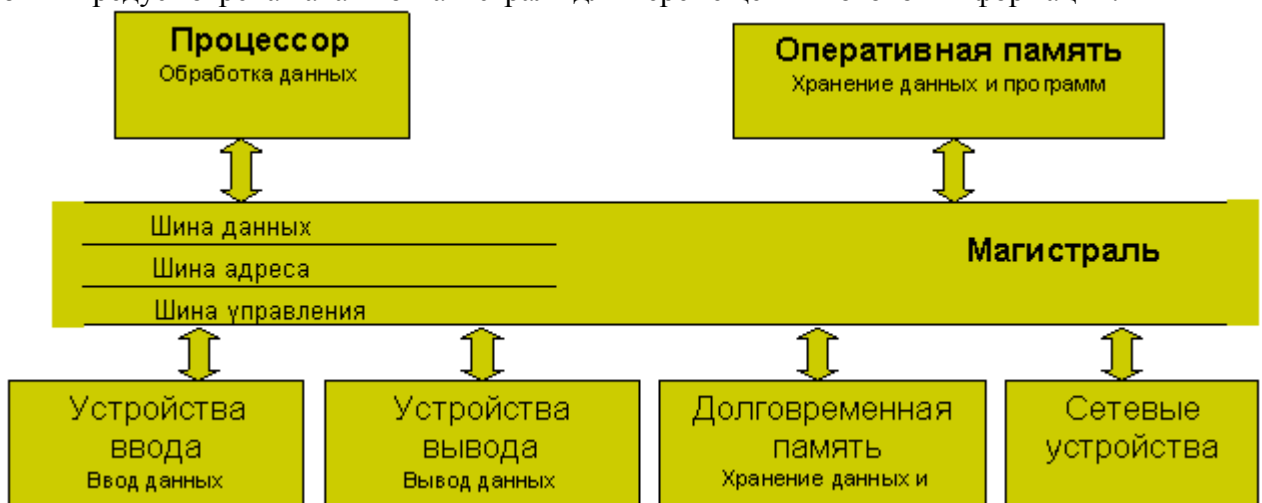 Процессор
Обработка данных
Оперативная память
Хранение данных и программ
Шина данных
Магистраль
Шина адреса
Шина управления
Устройства
ввода
Ввод данных
Устройства
вывода
Вывод данных
Долговременная
память
Хранение данных и
Сетевые
устройства